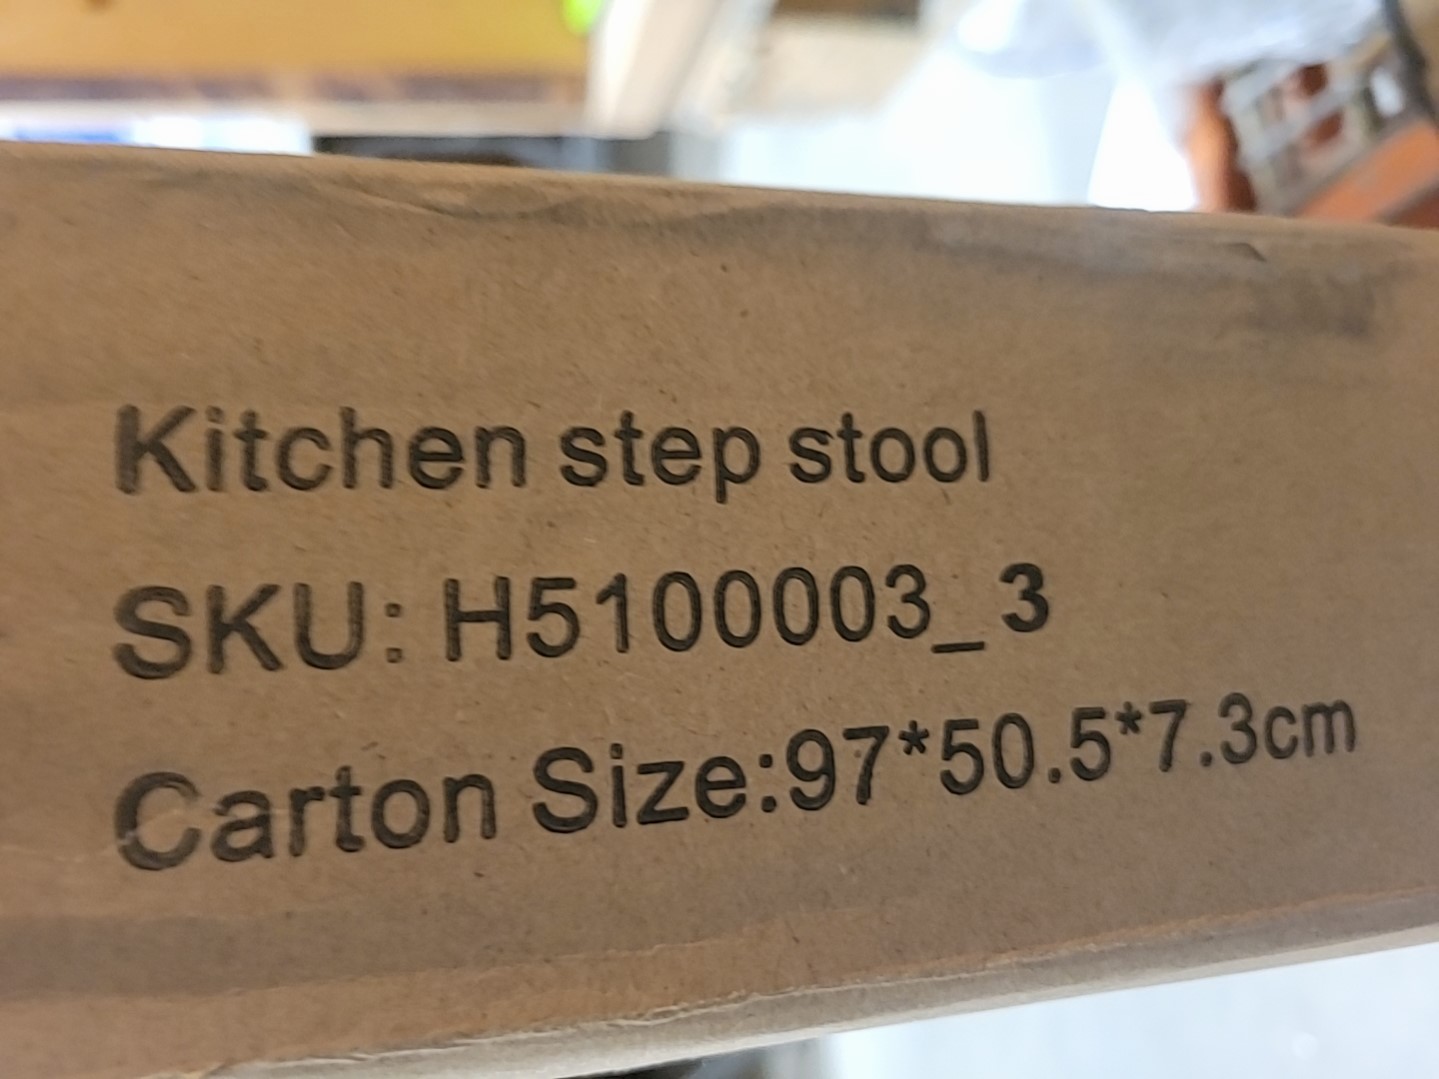 Kitchen step stool
SKU: H5100003_3
Carton Size:97*50.5*7.3cm